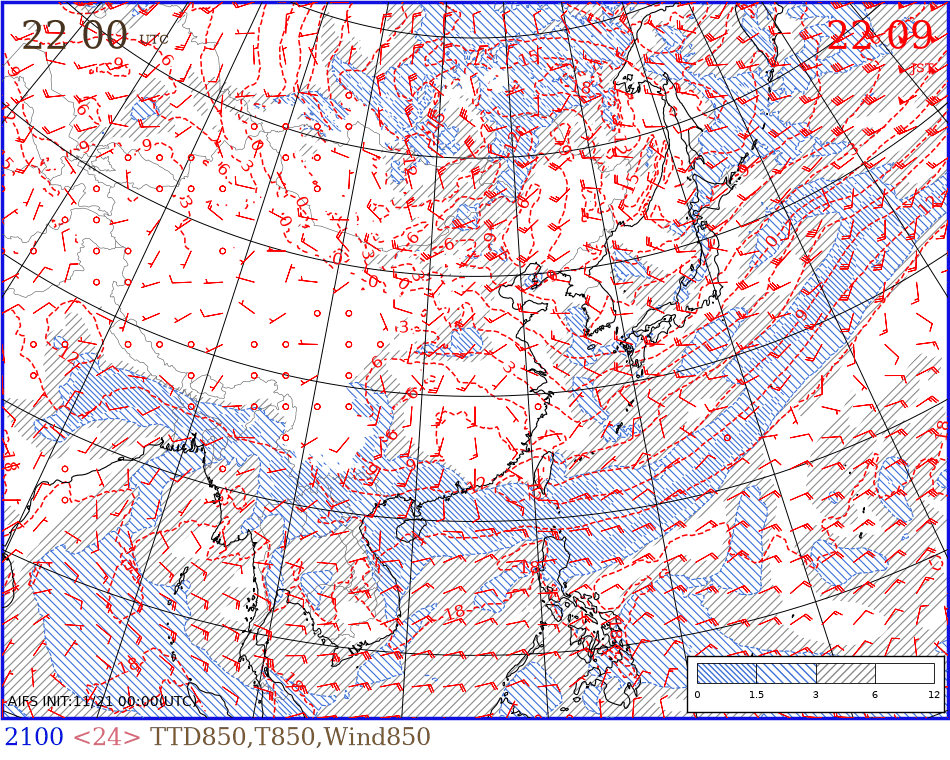 22 00 UTC
22 09 JST
AIFS INIT:11/21 00:00(UTC)
0 1.5 3 6 12
2100 <24> TTD850,T850,Wind850